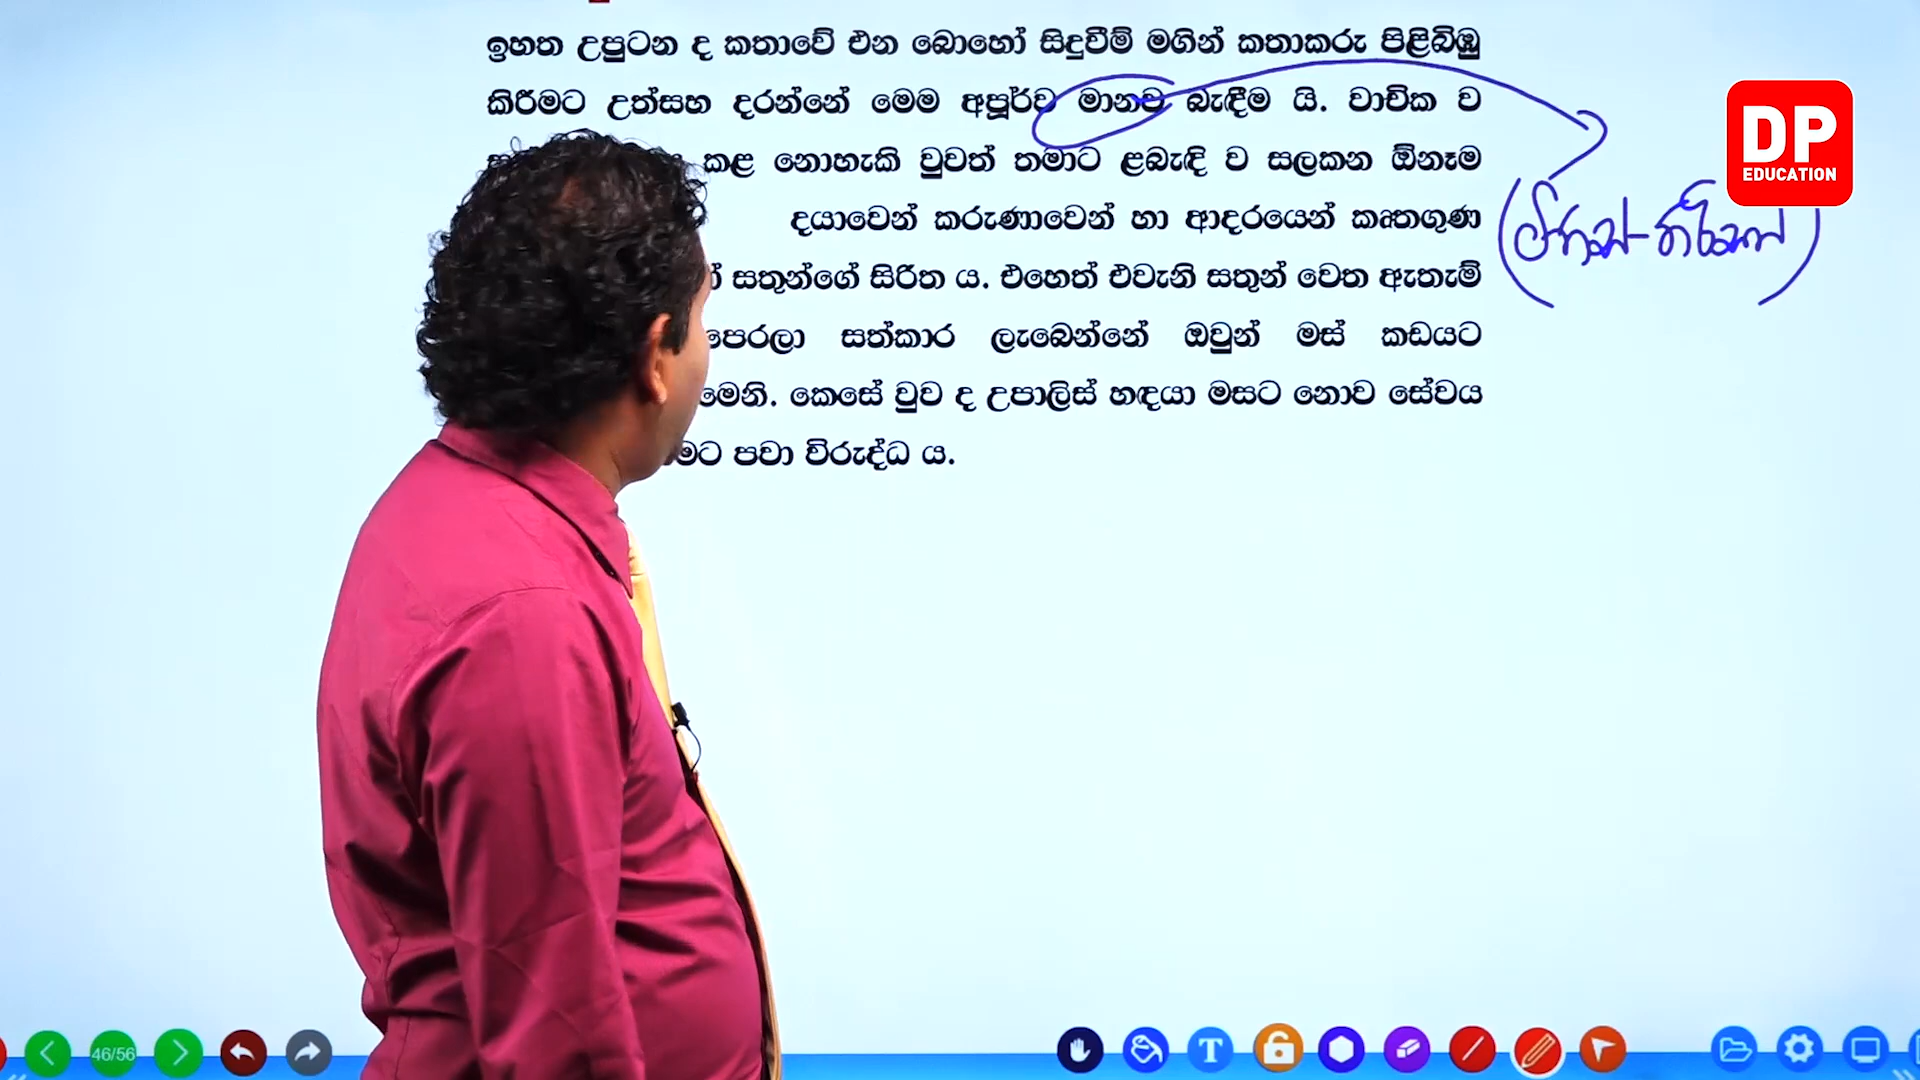 ඉහත උපුටන ද කතාවේ එන බොහෝ සිදුවීම් මගින් කතාකරු පිළිබිඹු
කිරීමට උත්සහ දරන්නේ මෙම අපූර්ව මානව බැඳීම යි. වාචික ව
කළ නොහැකි වුවත් තමාට ළබැඳි ව සලකන ඕනෑම
දයාවෙන් කරුණාවෙන් හා ආදරයෙන් කෘතගුණ
සතුන්ගේ සිරිත ය. එහෙත් එවැනි සතුන් වෙත ඇතැම්
පෙරලා සත්කාර ලැබෙන්නේ ඔවුන් මස් කඩයට
මෙනි. කෙසේ වුව ද උපාලිස් හඳයා මසට නොව සේවය
පවා විරුද්ධ ය.
DP
EDUCATION
46/56
T